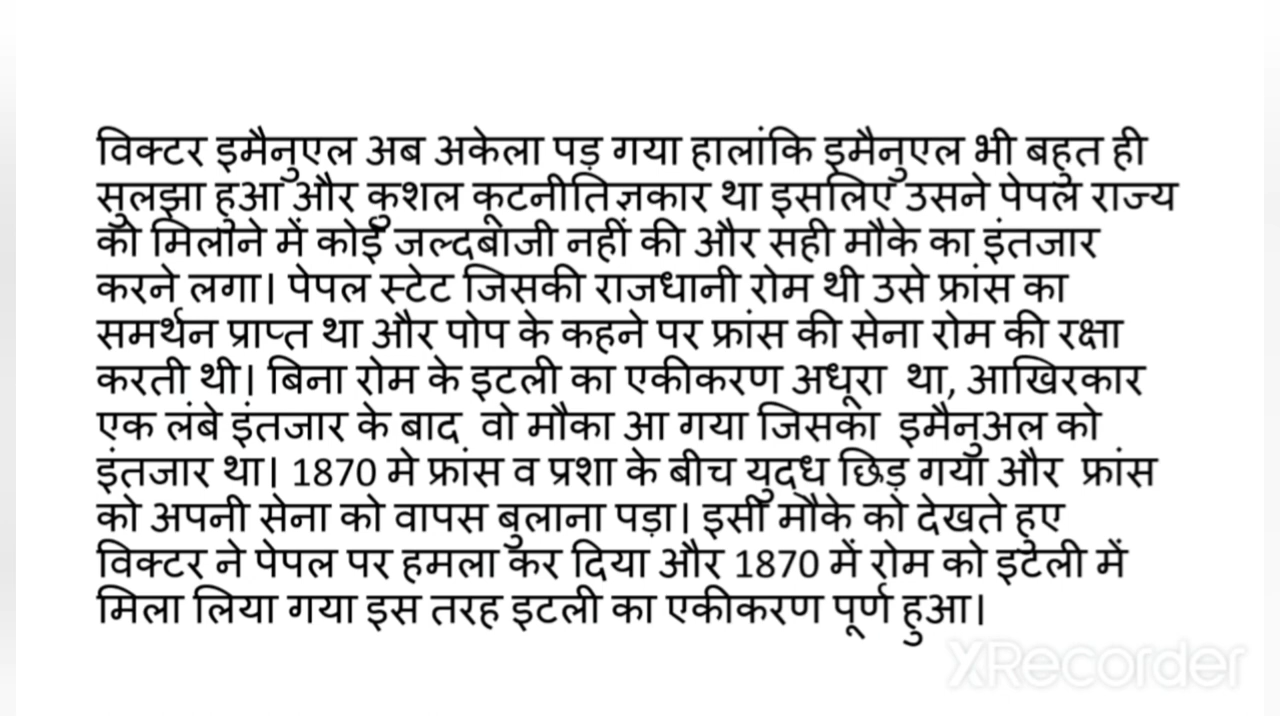 विक्टर इमैनुएल अब अकेला पड़ गया हालांकि इमैनुएल भी बहुत ही
सुलझा हुआ और कुशल कूटनीतिज्ञकार था इसलिए उसने पेपल राज्य
को मिलाने में कोई जल्दबाजी नहीं की और सही मौके का इंतजार
करने लगा। पेपल स्टेट जिसकी राजधानी रोम थी उसे फ्रांस का
समर्थन प्राप्त था और पोप के कहने पर फ्रांस की सेना रोम की रक्षा
करती थी। बिना रोम के इटली का एकीकरण अधूरा था, आखिरकार
एक लंबे इंतजार के बाद वो मौका आ गया जिसका इमैनुअल को
इंतजार था। 1870 मे फ्रांस व प्रशा के बीच युद्ध छिड़ गया और फ्रांस
को अपनी सेना को वापस बुलाना पड़ा। इसी मौके को देखते हुए
विक्टर ने पेपल पर हमला कर दिया और 1870 में रोम को इटली में
मिला लिया गया इस तरह इटली का एकीकरण पूर्ण हुआ।
XRecorder